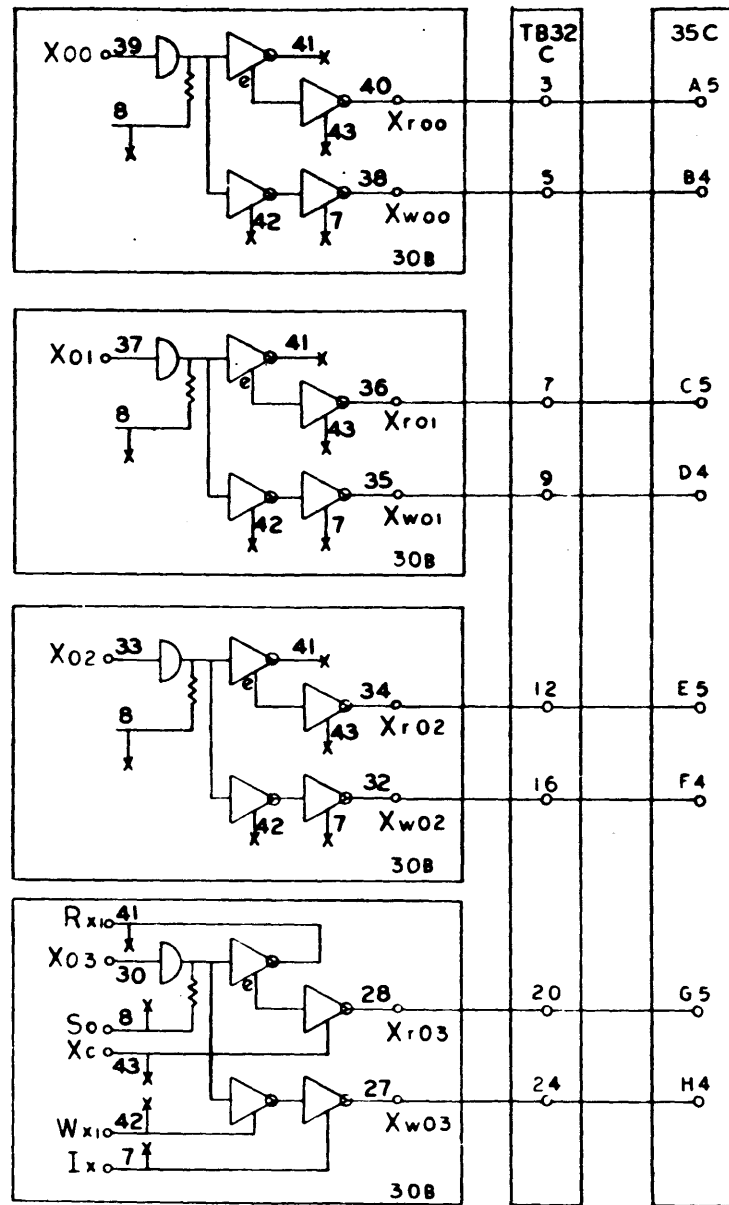 TB32 C
35C
X00 39
41
e
40
Xr00
3
A5
8
43
38
Xw00
5
B4
42
7
30B
X01 37
41
e
36
Xr01
7
C5
8
43
35
Xw01
9
D4
42
7
30B
X02 33
41
e
34
Xr02
12
E5
8
43
32
Xw02
16
F4
42
7
30B
Rx1 41
X03
30
e
28
Xr03
20
G5
So 8
Xc
43
27
Xw03
24
H4
42
Wx1
Ix 7
30B